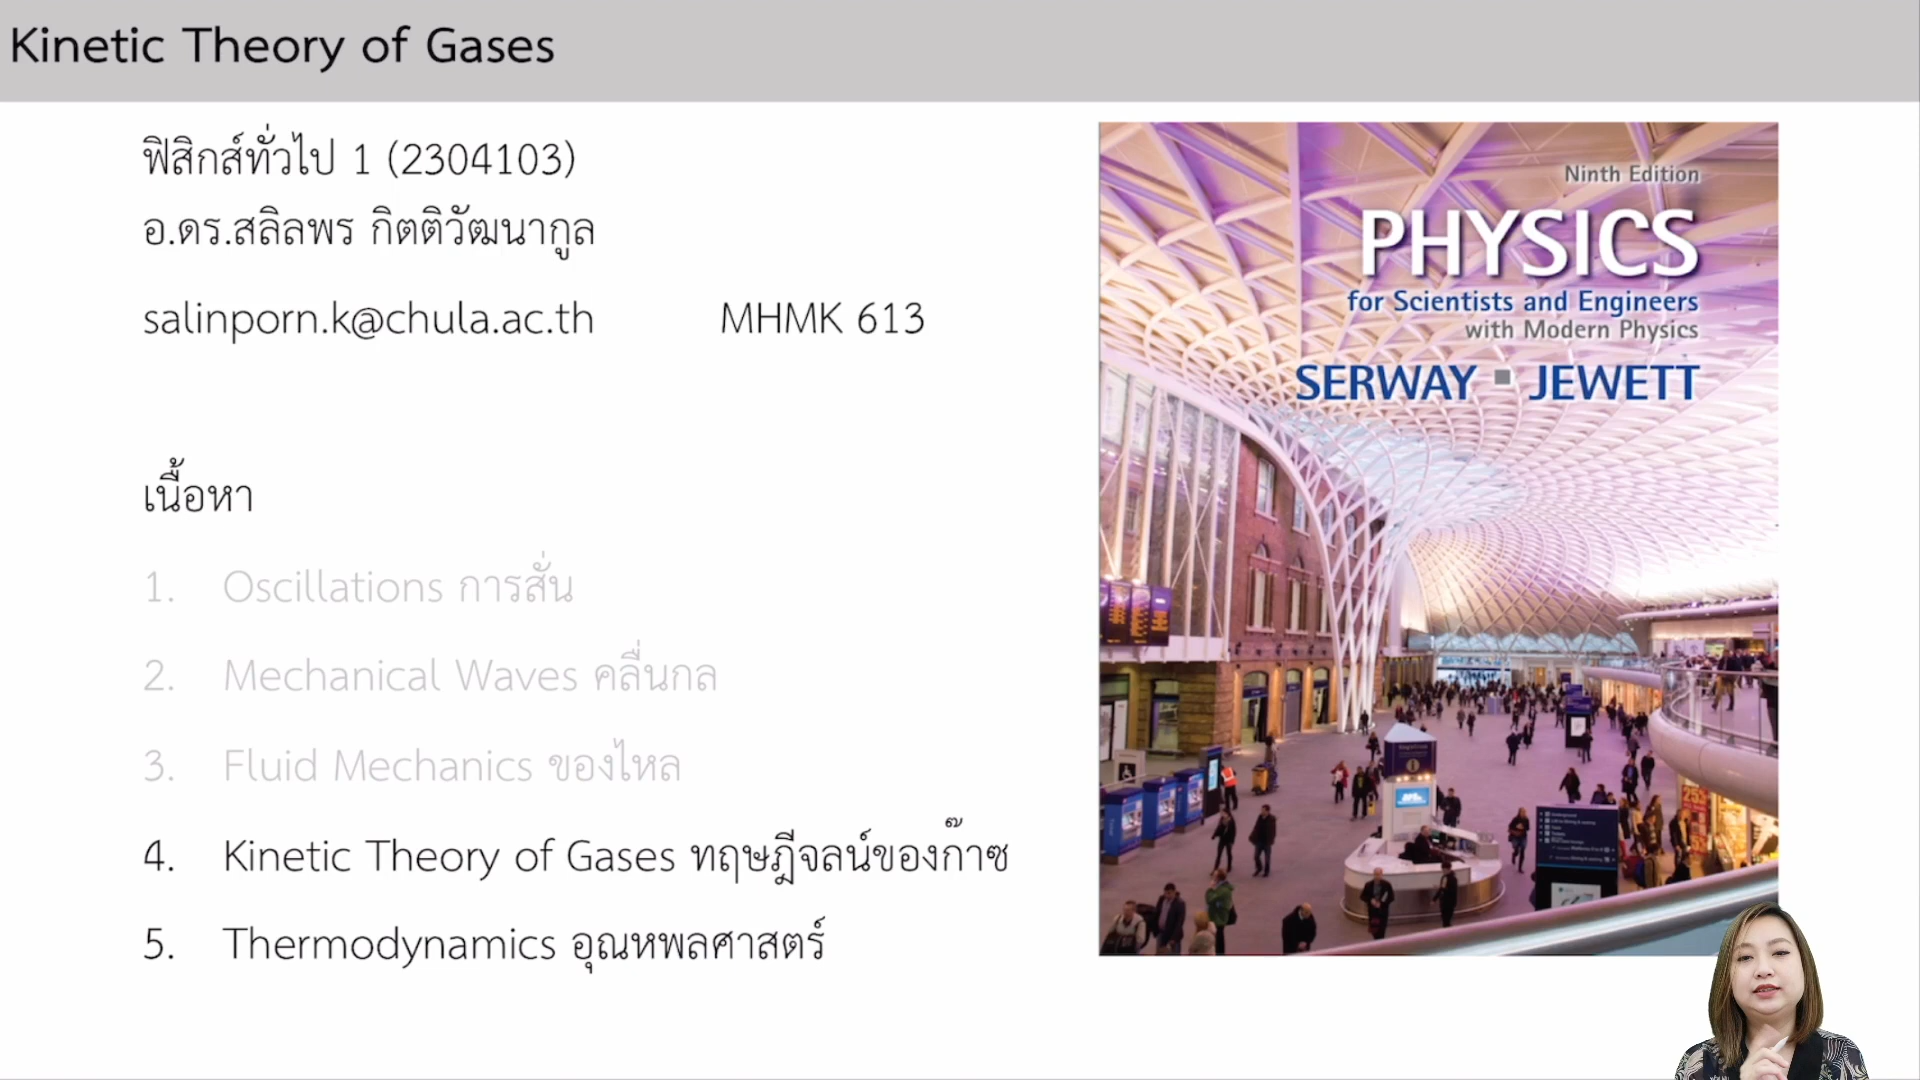 Kinetic Theory of Gases
ฟิสิกส์ทั่วไป 1 (2304103)
อ.ดร.สลิลพร กิตติวัฒนากูล
salinporn.k@chula.ac.th MHMK 613
เนื้อหา
1. Oscillations การสั่น
2. Mechanical Waves คลื่นกล
3. Fluid Mechanics ของไหล
4. Kinetic Theory of Gases ทฤษฎีจลน์ของก๊าซ
5. Thermodynamics อุณหพลศาสตร์
Ninth Edition
PHYSICS
for Scientists and Engineers
with Modern Physics
SERWAY ▪ JEWETT